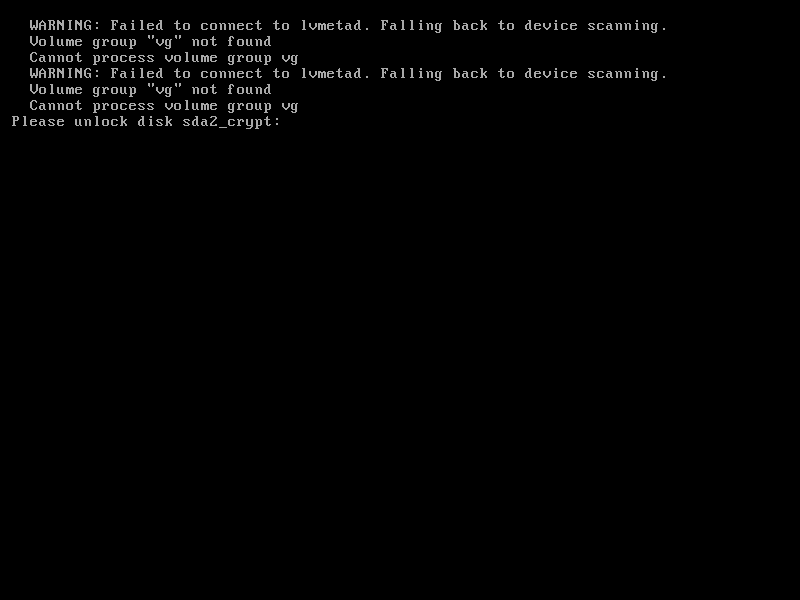 WARNING: Failed to connect to lvmetad. Falling back to device scanning.
Volume group "vg" not found
Cannot process volume group vg
WARNING: Failed to connect to lvmetad. Falling back to device scanning.
Volume group "vg" not found
Cannot process volume group vg
Please unlock disk sda2_crypt: